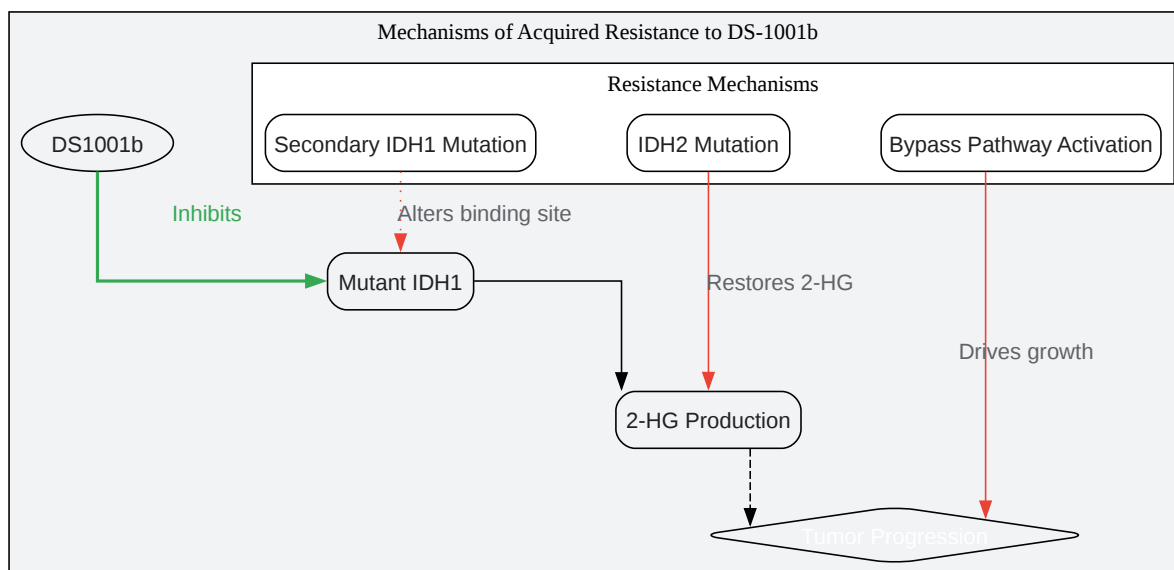 Mechanisms of Acquired Resistance to DS-1001b
Resistance Mechanisms
DS1001b
Secondary IDH1 Mutation
IDH2 Mutation
Bypass Pathway Activation
Inhibits
Alters binding site
Mutant IDH1
Restores 2-HG
Drives growth
2-HG Production
Tumor Progression